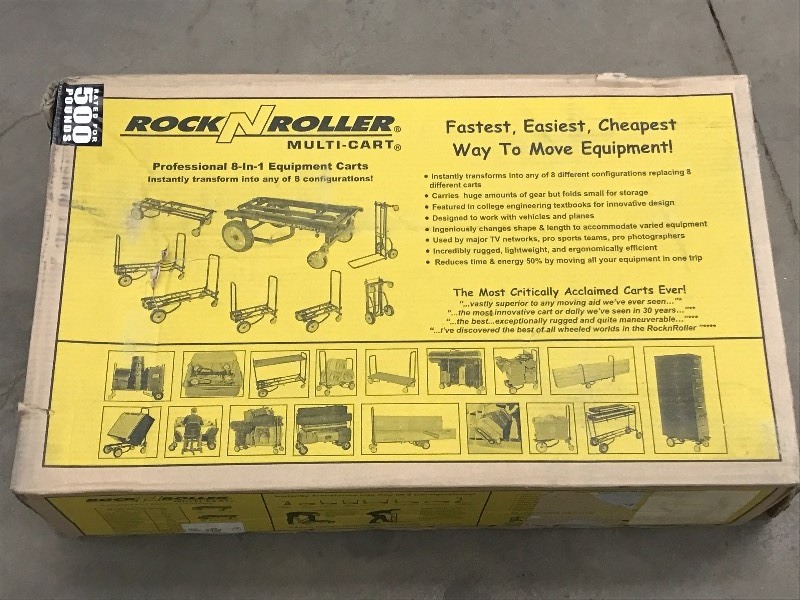 RATED FOR
500
POUNDS
ROCK N ROLLER®
MULTI-CART®
Professional 8-In-1 Equipment Carts
Instantly transform into any of 8 configurations!
Fastest, Easiest, Cheapest
Way To Move Equipment!
• Instantly transforms into any of 8 different configurations replacing 8
different carts
• Carries huge amounts of gear but folds small for storage
• Featured in college engineering textbooks for innovative design
• Designed to work with vehicles and planes
• Ingeniously changes shape & length to accommodate varied equipment
• Used by major TV networks, pro sports teams, pro photographers
• Incredibly rugged, lightweight, and ergonomically efficient
• Reduces time & energy 50% by moving all your equipment in one trip
The Most Critically Acclaimed Carts Ever!
"...vastly superior to any moving aid we've ever seen..."*
"...the most innovative cart or dolly we've seen in 30 years..."**
"...the best...exceptionally rugged and quite maneuverable..."***
"...I've discovered the best of all wheeled worlds in the RocknRoller "****
ROCK N ROLLER